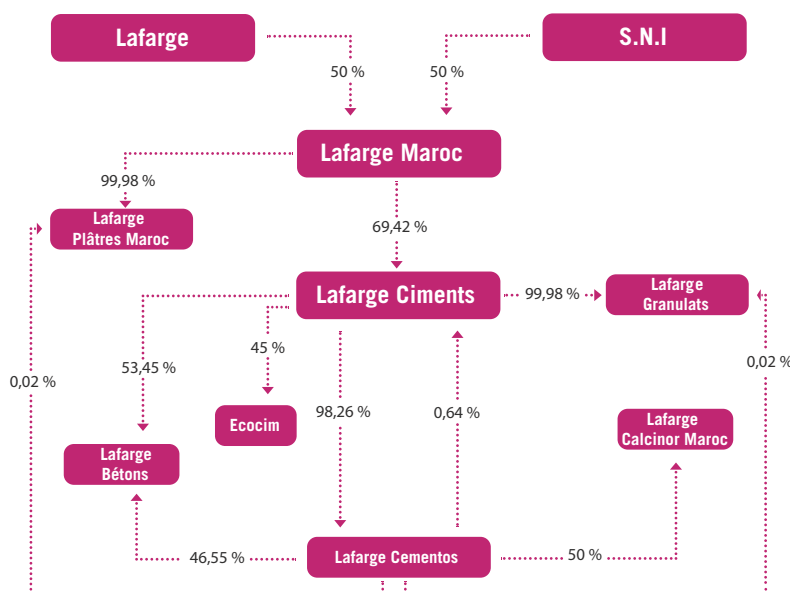 Lafarge
S.N.I
50 %
50 %
Lafarge Maroc
99,98 %
Lafarge
Plâtres Maroc
69,42 %
Lafarge Ciments
99,98 %
Lafarge
Granulats
45 %
53,45 %
0,02 %
0,02 %
Ecocim
98,26 %
0,64 %
Lafarge
Calcinor Maroc
Lafarge
Bétons
46,55 %
Lafarge Cementos
50 %